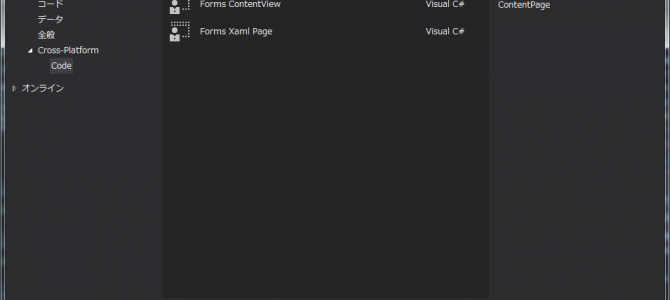 コード
データ
全般
Cross-Platform
Code
オンライン
Forms ContentView Visual C#
Forms Xaml Page Visual C#
ContentPage